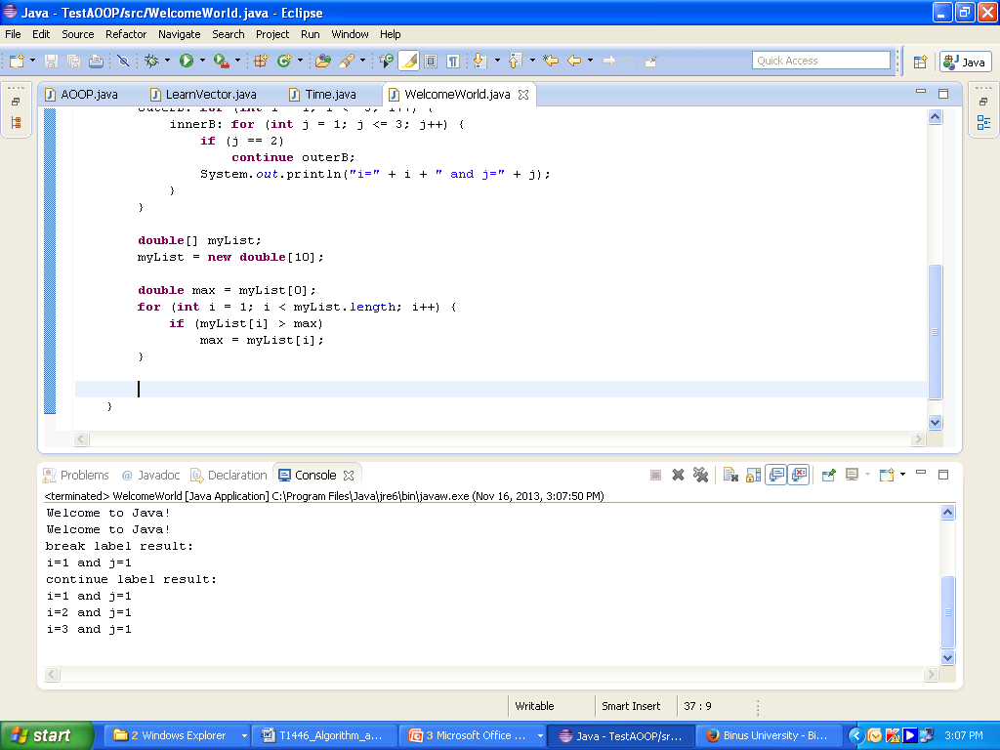 Java - TestAOOP/src/WelcomeWorld.java - Eclipse
File Edit Source Refactor Navigate Search Project Run Window Help
Quick Access
Java
AOOP.java LearnVector.java Time.java WelcomeWorld.java
outerB: for (int i = 1; i <= 3; i++) {
innerB: for (int j = 1; j <= 3; j++) {
if (j == 2)
continue outerB;
System.out.println("i=" + i + " and j=" + j);
}
}
double[] myList;
myList = new double[10];
double max = myList[0];
for (int i = 1; i < myList.length; i++) {
if (myList[i] > max)
max = myList[i];
}
}
Problems @ Javadoc Declaration Console
<terminated> WelcomeWorld [Java Application] C:\Program Files\Java\jre6\bin\javaw.exe (Nov 16, 2013, 3:07:50 PM)
Welcome to Java!
Welcome to Java!
break label result:
i=1 and j=1
continue label result:
i=1 and j=1
i=2 and j=1
i=3 and j=1
Writable Smart Insert 37 : 9
start 2 Windows Explorer T1446_Algorithm_a... 3 Microsoft Office ... Java - TestAOOP/sr... Binus University - Bi... 3:07 PM